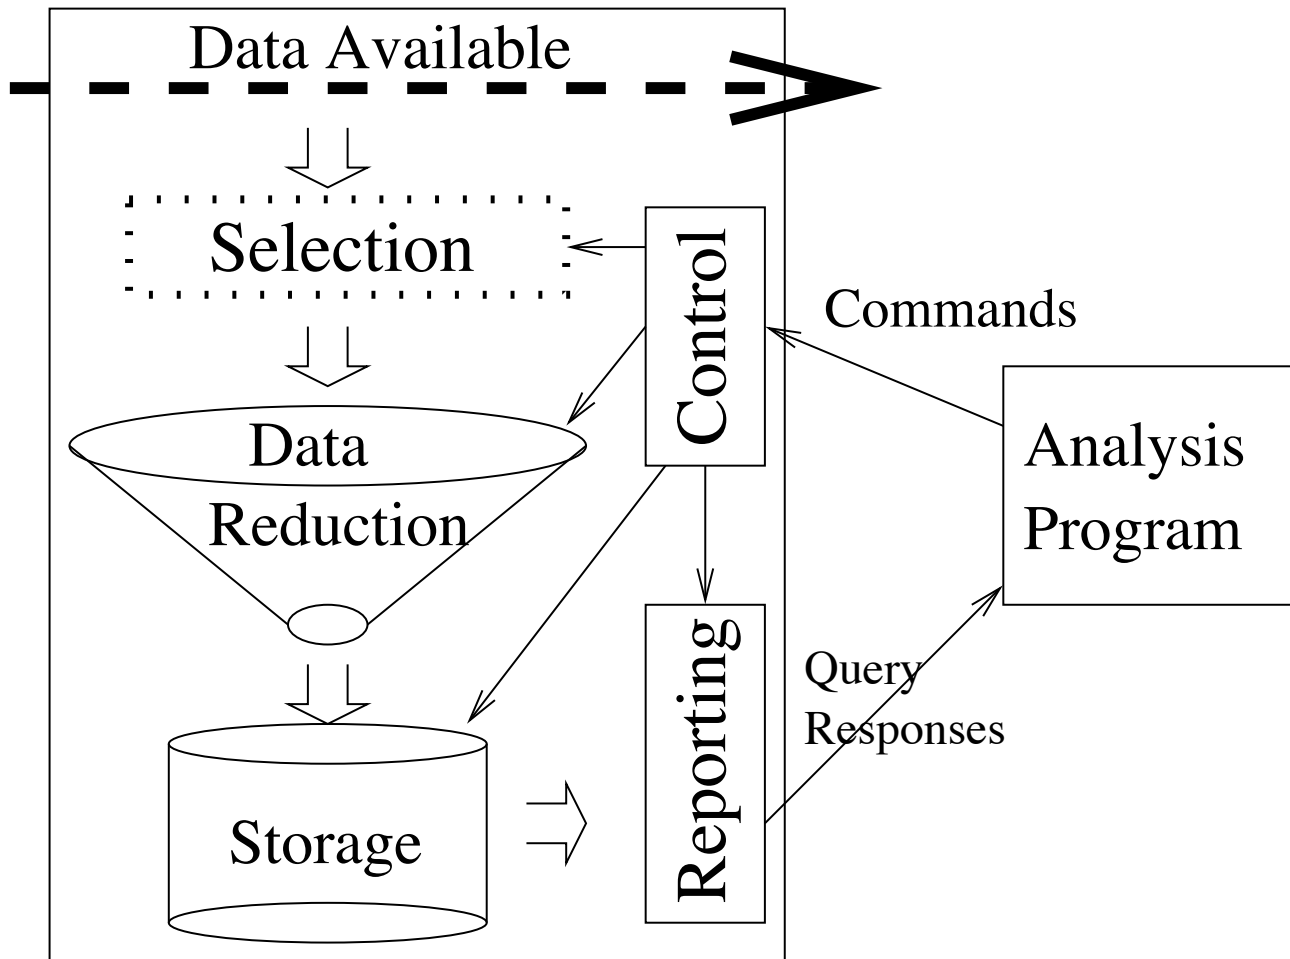 Data Available
Selection
Control
Commands
Analysis
Program
Data
Reduction
Reporting
Query
Responses
Storage